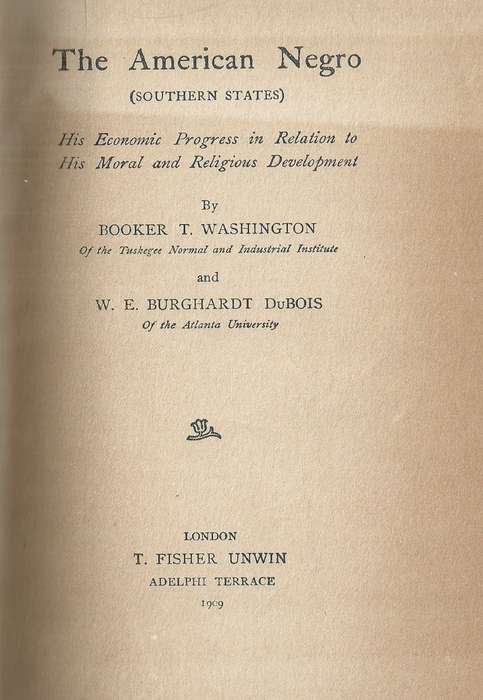 The American Negro
(SOUTHERN STATES)
His Economic Progress in Relation to
His Moral and Religious Development
By
BOOKER T. WASHINGTON
Of the Tuskegee Normal and Industrial Institute
and
W. E. BURGHARDT DuBOIS
Of the Atlanta University
LONDON
T. FISHER UNWIN
ADELPHI TERRACE
1909